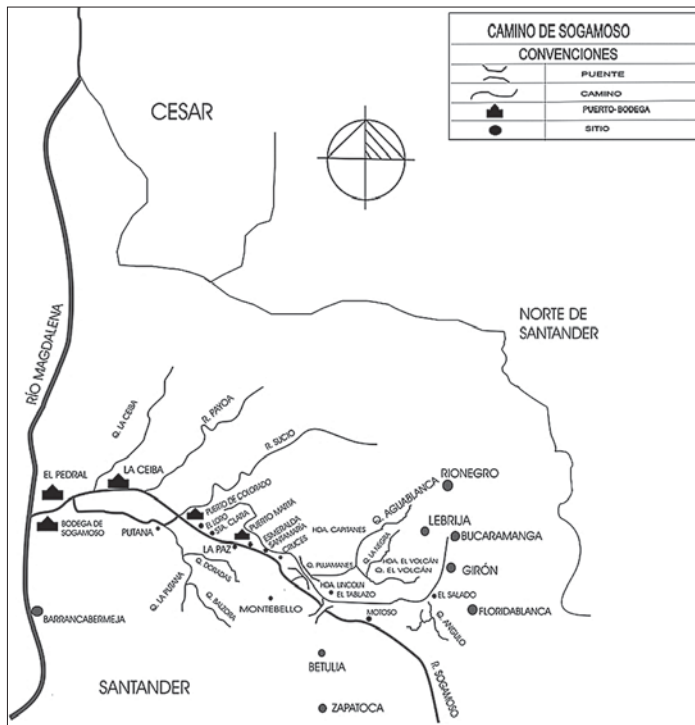 CAMINO DE SOGAMOSO
CONVENCIONES
PUENTE
CAMINO
PUERTO-BODEGA
SITIO
CESAR
RÍO MAGDALENA
NORTE DE
SANTANDER
Q. LA CEIBA
R. PAYOA
R. SUCIO
EL PEDRAL
LA CEIBA
BODEGA DE
SOGAMOSO
PUTANA
PUERTO DE COLORADO
EL LORO
STA. CLARA
PUERTO MARTA
ESMERALDA
SANTAMARÍA
CRUCES
LA PAZ
HDA. CAPITANES
Q. AGUABLANCA
RIONEGRO
LEBRIJA
BUCARAMANGA
Q. LA NEGRA
HDA. EL VOLCÁN
Q. EL VOLCÁN
Q. PUJAMANES
GIRÓN
Q. DORADAS
Q. LA PUTANA
Q. BALZORA
HDA. LINCOLN
EL TABLAZO
EL SALADO
MONTEBELLO
MOTOSO
Q. ANGULO
FLORIDABLANCA
BARRANCABERMEJA
BETULIA
R. SOGAMOSO
SANTANDER
ZAPATOCA